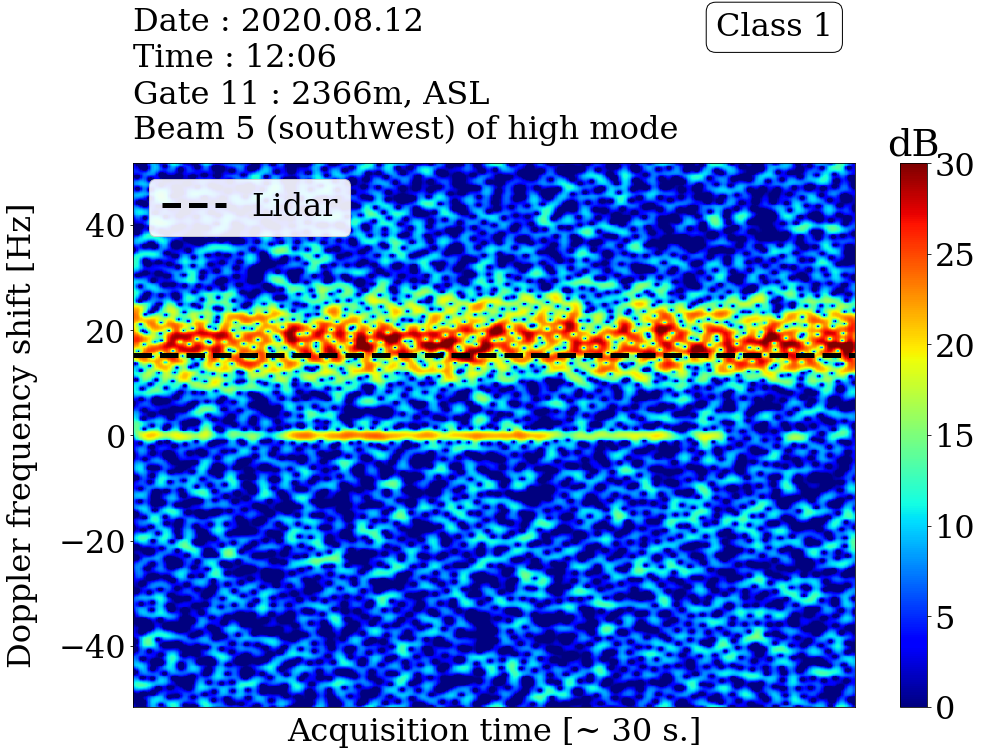 Date : 2020.08.12
Time : 12:06
Gate 11 : 2366m, ASL
Beam 5 (southwest) of high mode
Class 1
dB
Lidar
40
20
0
−20
−40
Doppler frequency shift [Hz]
Acquisition time [~ 30 s.]
30
25
20
15
10
5
0